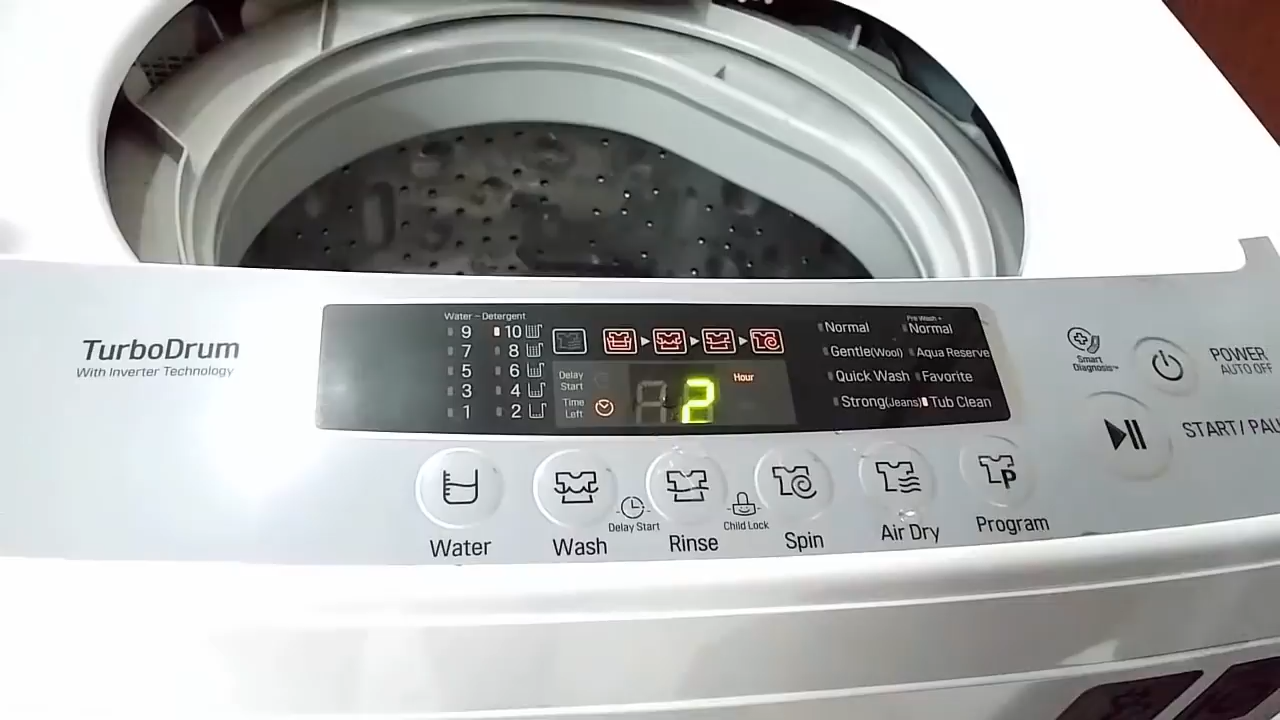 TurboDrum
With Inverter Technology
Water - Detergent
9 10
7 8
5 6
3 4
1 2
Delay
Start
Time
Left
2
Hour
Normal
Gentle(Wool)
Quick Wash
Strong(Jeans)
Pre Wash +
Normal
Aqua Reserve
Favorite
Tub Clean
Smart
Diagnosis™
POWER
AUTO OFF
START/PAU
Water
Wash
Delay Start
Rinse
Child Lock
Spin
Air Dry
P
Program